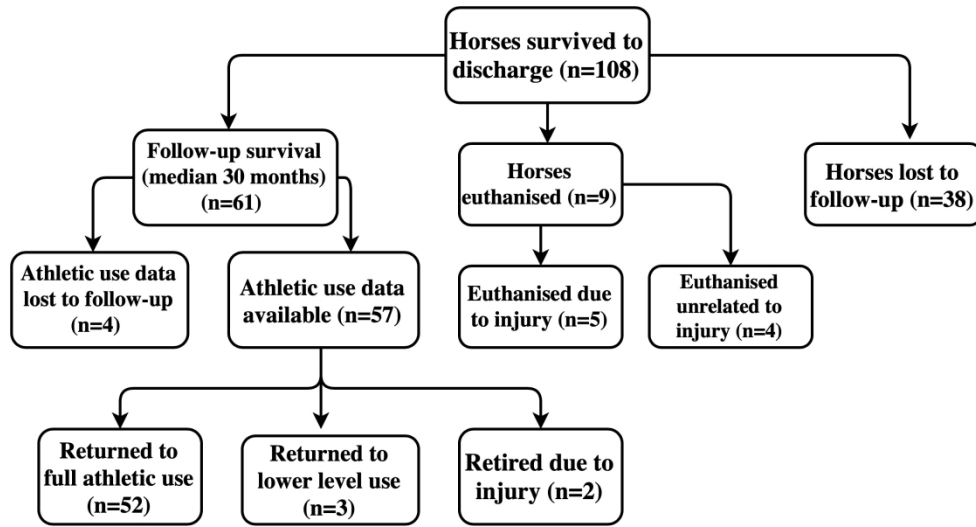 Horses survived to
discharge (n=108)
Follow-up survival
(median 30 months)
(n=61)
Horses
euthanised (n=9)
Horses lost to
follow-up (n=38)
Athletic use data
lost to follow-up
(n=4)
Athletic use data
available (n=57)
Euthanised due
to injury (n=5)
Euthanised
unrelated to
injury (n=4)
Returned to
full athletic use
(n=52)
Returned to
lower level use
(n=3)
Retired due to
injury (n=2)